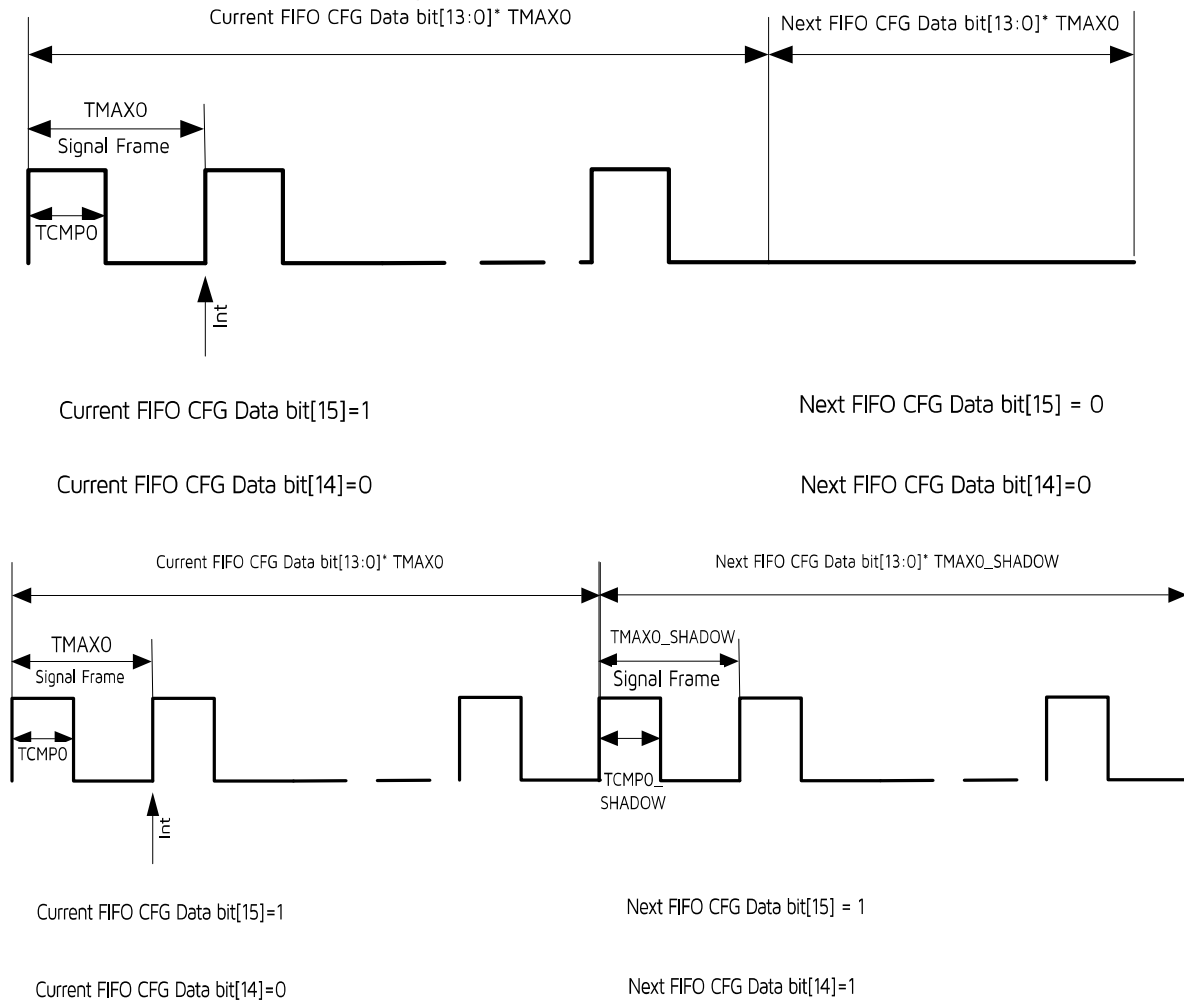 Current FIFO CFG Data bit[13:0]* TMAX0
Next FIFO CFG Data bit[13:0]* TMAX0
TMAX0
Signal Frame
TCMP0
Int
Current FIFO CFG Data bit[15]=1
Next FIFO CFG Data bit[15] = 0
Current FIFO CFG Data bit[14]=0
Next FIFO CFG Data bit[14]=0
Current FIFO CFG Data bit[13:0]* TMAX0
Next FIFO CFG Data bit[13:0]* TMAX0_SHADOW
TMAX0
Signal Frame
TMAX0_SHADOW
Signal Frame
TCMP0
TCMP0_
SHADOW
Int
Current FIFO CFG Data bit[15]=1
Next FIFO CFG Data bit[15] = 1
Current FIFO CFG Data bit[14]=0
Next FIFO CFG Data bit[14]=1